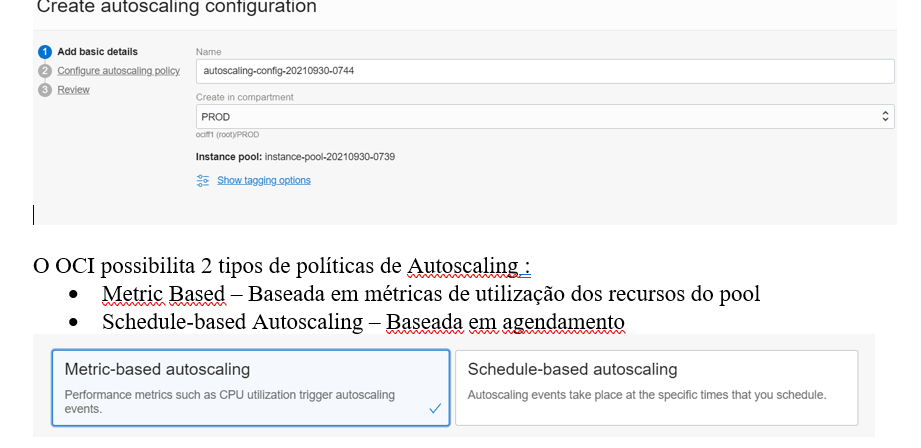 Create autoscaling configuration
1 Add basic details
2 Configure autoscaling policy
3 Review
Name
autoscaling-config-20210930-0744
Create in compartment
PROD
ociff1 (root)/PROD
Instance pool: instance-pool-20210930-0739
Show tagging options
O OCI possibilita 2 tipos de políticas de Autoscaling :
• Metric Based – Baseada em métricas de utilização dos recursos do pool
• Schedule-based Autoscaling – Baseada em agendamento
Metric-based autoscaling
Performance metrics such as CPU utilization trigger autoscaling
events.
Schedule-based autoscaling
Autoscaling events take place at the specific times that you schedule.